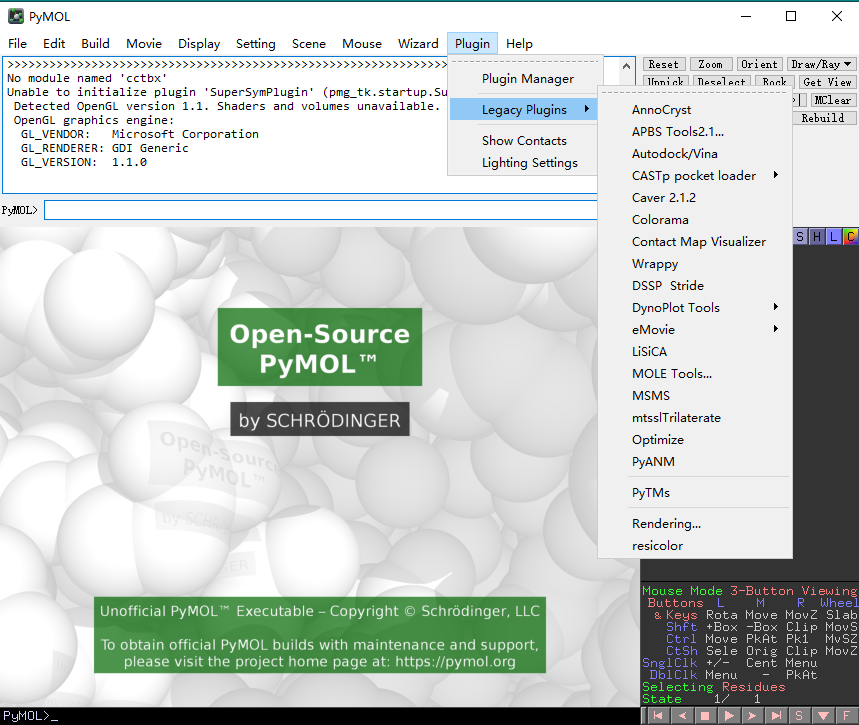 PyMOL
File Edit Build Movie Display Setting Scene Mouse Wizard Plugin Help
>>>>>>>>>>>>>>>>>>>>>>>>>>>>>>>>>>>>>>>>>>>>>>>>>>>>>>>>>>>>>>
No module named 'cctbx'
Unable to initialize plugin 'SuperSymPlugin' (pmg_tk.startup.Su
Detected OpenGL version 1.1. Shaders and volumes unavailable.
OpenGL graphics engine:
GL_VENDOR: Microsoft Corporation
GL_RENDERER: GDI Generic
GL_VERSION: 1.1.0
Plugin Manager
Legacy Plugins
Show Contacts
Lighting Settings
Reset Zoom Orient Draw/Ray
Unpick Deselect Rock Get View
MClear
Rebuild
AnnoCryst
APBS Tools2.1...
Autodock/Vina
CASTp pocket loader
Caver 2.1.2
Colorama
Contact Map Visualizer
Wrappy
DSSP Stride
DynoPlot Tools
eMovie
LiSiCA
MOLE Tools...
MSMS
mtsslTrilaterate
Optimize
PyANM
PyTMs
Rendering...
resicolor
PyMOL>
S H L C
Open-Source
PyMOL™
by SCHRÖDINGER
Open-Source
PyMOL™
Unofficial PyMOL™ Executable – Copyright © Schrödinger, LLC
To obtain official PyMOL builds with maintenance and support,
please visit the project home page at: https://pymol.org
Mouse Mode 3-Button Viewing
Buttons L M R Wheel
& Keys Rota Move MovZ Slab
Shft +Box -Box Clip MovS
Ctrl Move PkAt Pk1 MvSZ
CtSh Sele Orig Clip MovZ
SnglClk +/- Cent Menu
DblClk Menu - PkAt
Selecting Residues
State 1/ 1
PyMOL>_
S F